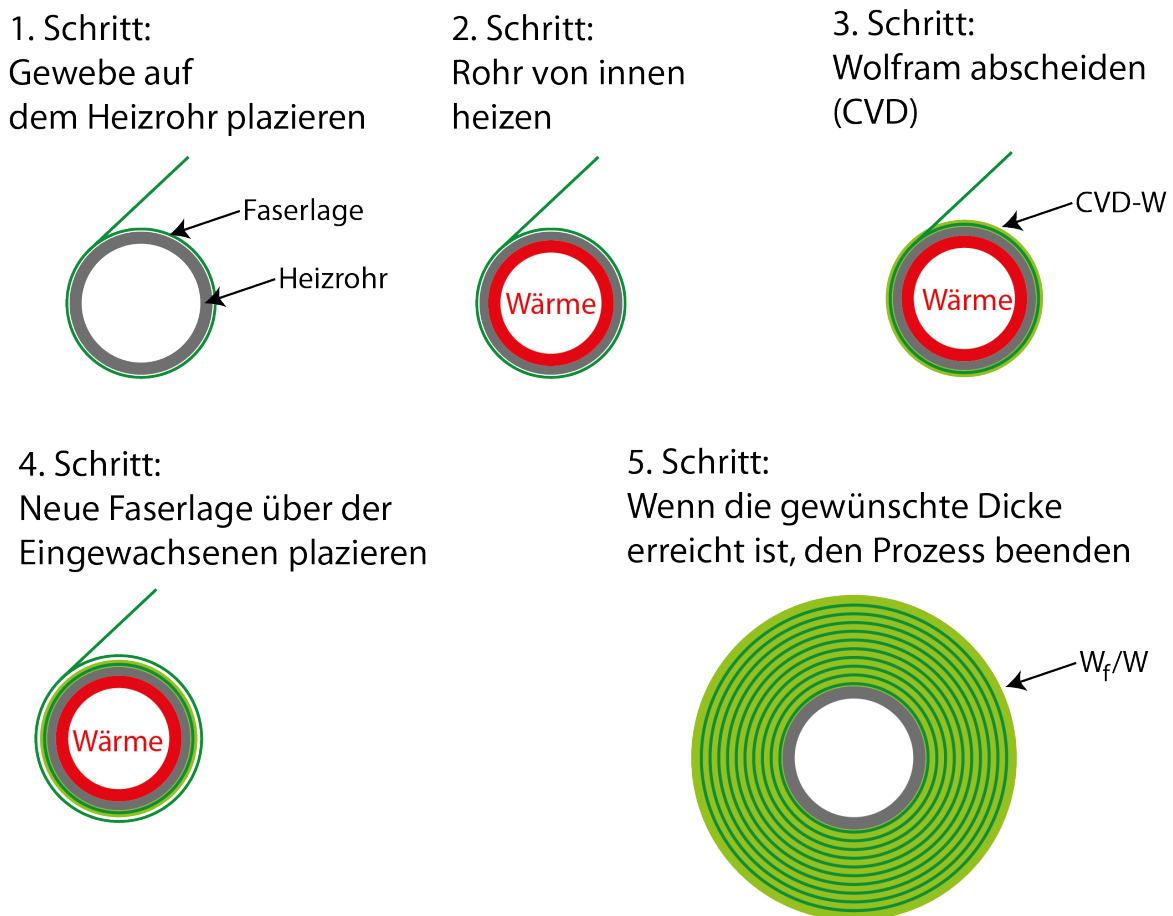 1. Schritt:
Gewebe auf
dem Heizrohr plazieren
Faserlage
Heizrohr
2. Schritt:
Rohr von innen
heizen
Wärme
3. Schritt:
Wolfram abscheiden
(CVD)
CVD-W
Wärme
4. Schritt:
Neue Faserlage über der
Eingewachsenen plazieren
Wärme
5. Schritt:
Wenn die gewünschte Dicke
erreicht ist, den Prozess beenden
W_f/W